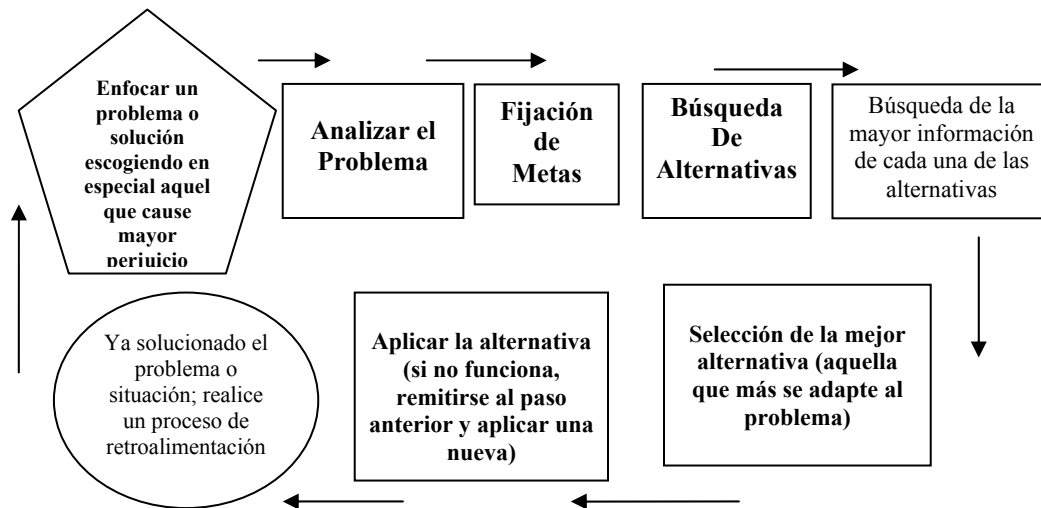 Enfocar un
problema o
solución
escogiendo en
especial aquel
que cause
mayor
perjuicio
Analizar el
Problema
Fijación
de
Metas
Búsqueda
De
Alternativas
Búsqueda de la
mayor información
de cada una de las
alternativas
Selección de la mejor
alternativa (aquella
que más se adapte al
problema)
Aplicar la alternativa
(si no funciona,
remitirse al paso
anterior y aplicar una
nueva)
Ya solucionado el
problema o
situación; realice
un proceso de
retroalimentación